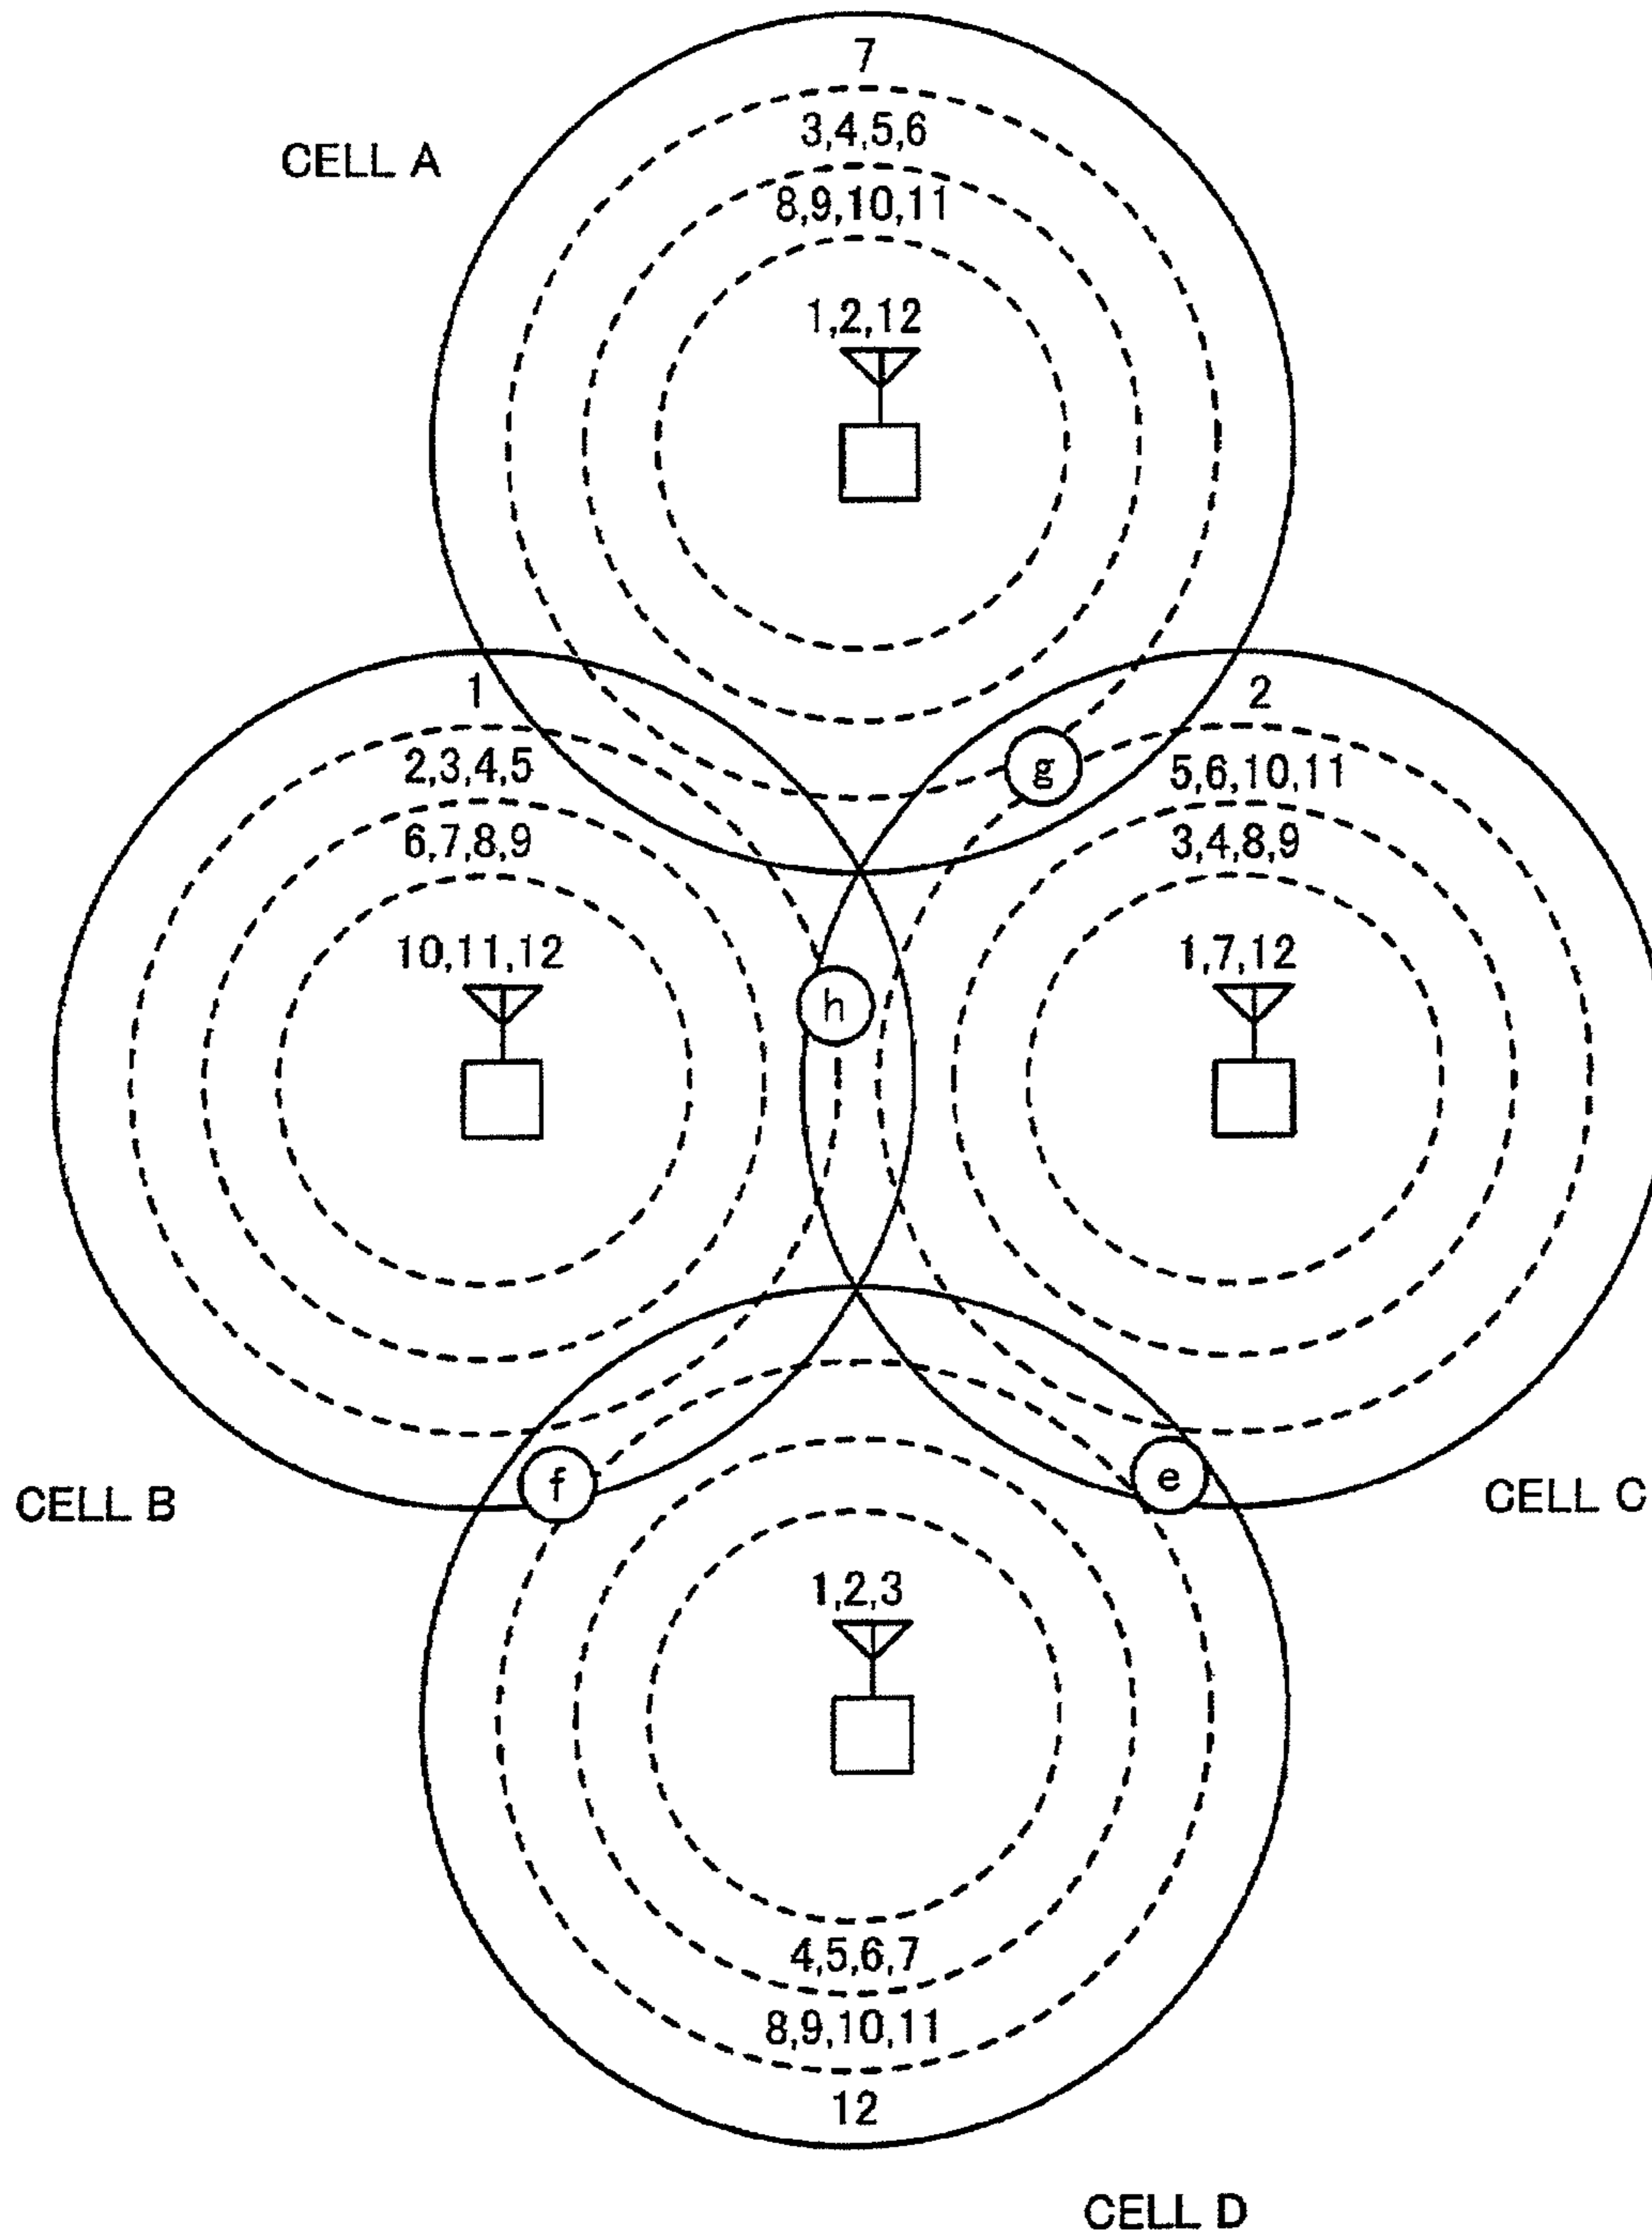 7
CELL A
3,4,5,6
8,9,10,11
1,2,12
1
2
2,3,4,5
5,6,10,11
g
6,7,8,9
3,4,8,9
10,11,12
1,7,12
h
f
e
CELL B
CELL C
1,2,3
4,5,6,7
8,9,10,11
12
CELL D